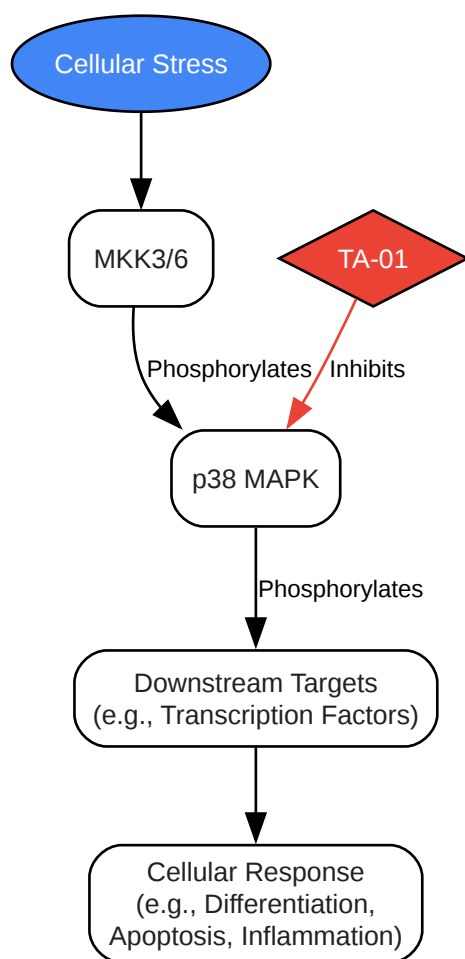 Cellular Stress
MKK3/6
TA-01
Phosphorylates
Inhibits
p38 MAPK
Phosphorylates
Downstream Targets
(e.g., Transcription Factors)
Cellular Response
(e.g., Differentiation,
Apoptosis, Inflammation)